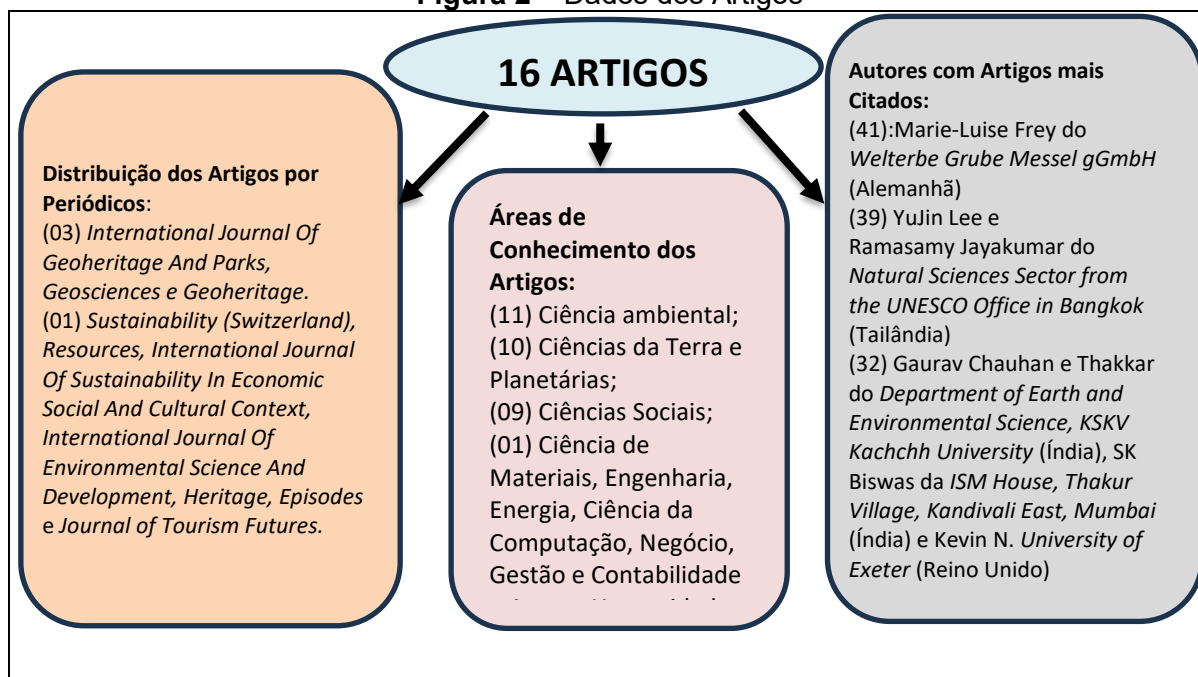 Dados dos Artigos
16 ARTIGOS
Distribuição dos Artigos por
Periódicos:
(03) International Journal Of
Geoheritage And Parks,
Geosciences e Geoheritage.
(01) Sustainability (Switzerland),
Resources, International Journal
Of Sustainability In Economic
Social And Cultural Context,
International Journal Of
Environmental Science And
Development, Heritage, Episodes
e Journal of Tourism Futures.
Áreas de
Conhecimento dos
Artigos:
(11) Ciência ambiental;
(10) Ciências da Terra e
Planetárias;
(09) Ciências Sociais;
(01) Ciência de
Materiais, Engenharia,
Energia, Ciência da
Computação, Negócio,
Gestão e Contabilidade
Autores com Artigos mais
Citados:
(41):Marie-Luise Frey do
Welterbe Grube Messel gGmbH
(Alemanhã)
(39) YuJin Lee e
Ramasamy Jayakumar do
Natural Sciences Sector from
the UNESCO Office in Bangkok
(Tailândia)
(32) Gaurav Chauhan e Thakkar
do Department of Earth and
Environmental Science, KSKV
Kachchh University (Índia), SK
Biswas da ISM House, Thakur
Village, Kandivali East, Mumbai
(Índia) e Kevin N. University of
Exeter (Reino Unido)